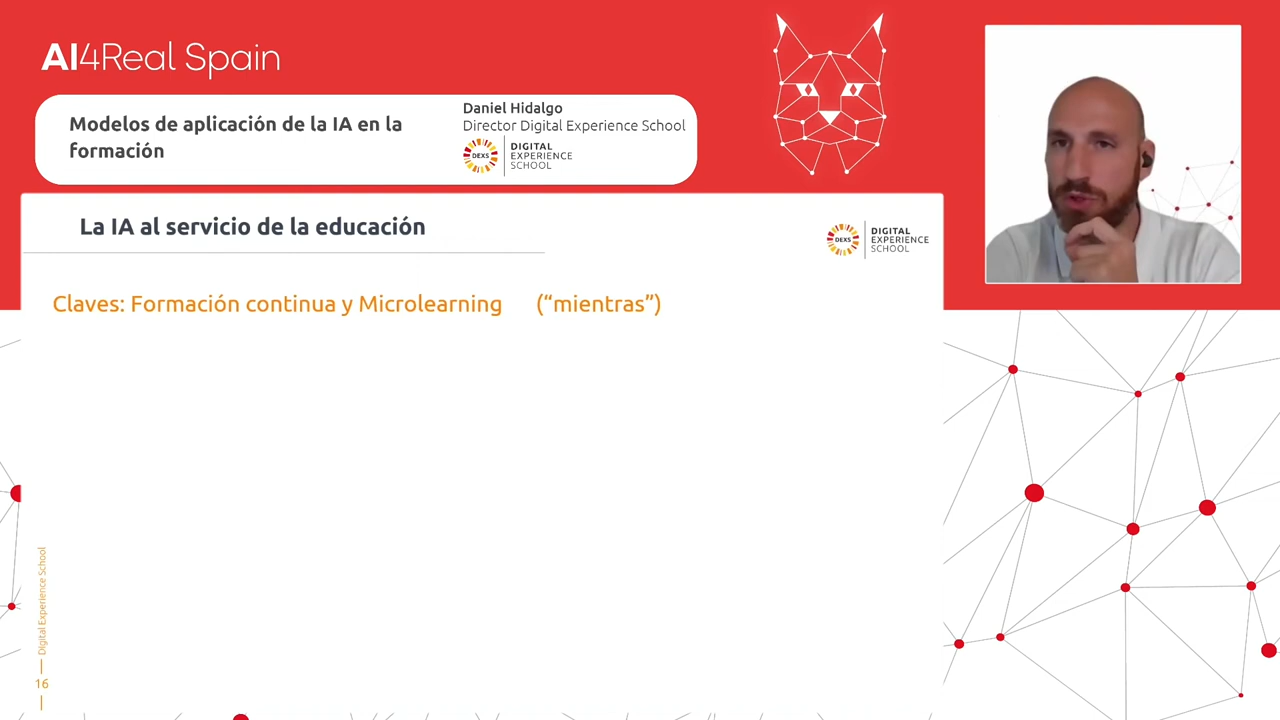 AI4Real Spain
Modelos de aplicación de la IA en la
formación
Daniel Hidalgo
Director Digital Experience School
DEXS
DIGITAL
EXPERIENCE
SCHOOL
La IA al servicio de la educación
DEXS
DIGITAL
EXPERIENCE
SCHOOL
Claves: Formación continua y Microlearning (“mientras”)
Digital Experience School
16